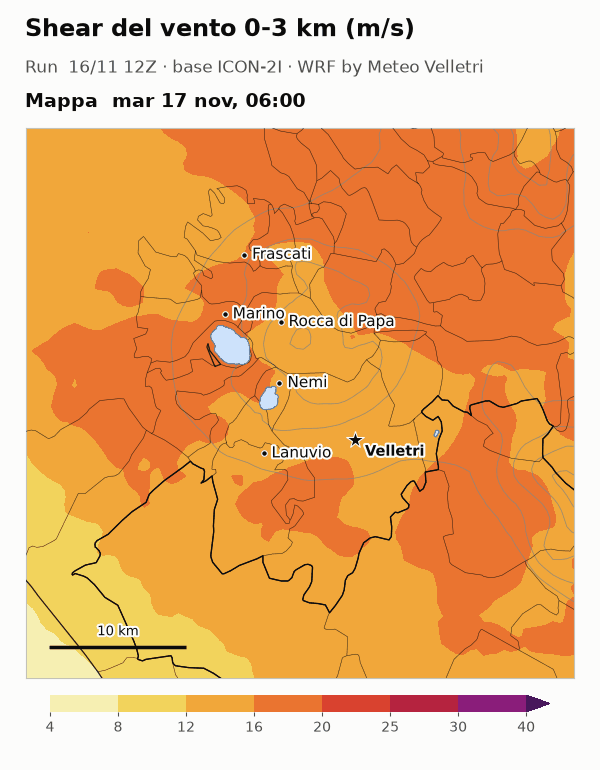 Shear del vento 0-3 km (m/s)
Run  16/11 12Z · base ICON-2I · WRF by Meteo Velletri
Mappa  mar 17 nov, 06:00
Frascati
Marino
Rocca di Papa
Nemi
Velletri
Lanuvio
10 km
4 8 12 16 20 25 30 40